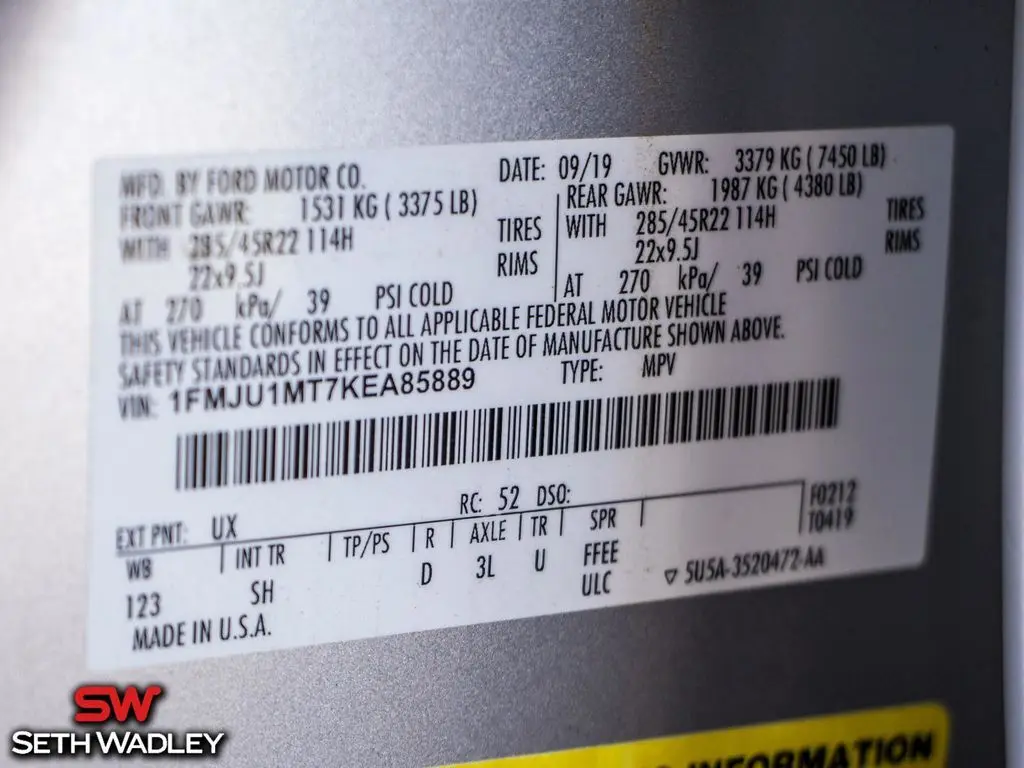 MFD. BY FORD MOTOR CO. DATE: 09/19 GVWR: 3379 KG ( 7450 LB)
FRONT GAWR: 1531 KG ( 3375 LB) REAR GAWR: 1987 KG ( 4380 LB)
WITH 285/45R22 114H TIRES WITH 285/45R22 114H TIRES
22x9.5J RIMS 22x9.5J RIMS
AT 270 kPa/ 39 PSI COLD AT 270 kPa/ 39 PSI COLD
THIS VEHICLE CONFORMS TO ALL APPLICABLE FEDERAL MOTOR VEHICLE
SAFETY STANDARDS IN EFFECT ON THE DATE OF MANUFACTURE SHOWN ABOVE.
VIN: 1FMJU1MT7KEA85889 TYPE: MPV
EXT PNT: UX RC: 52 DSO: F0212
WB INT TR TP/PS R AXLE TR SPR T0419
123 SH D 3L U FFEE
ULC ▽ 5U5A-3520472-AA
MADE IN U.S.A.
INFORMATION
SW
SETH WADLEY